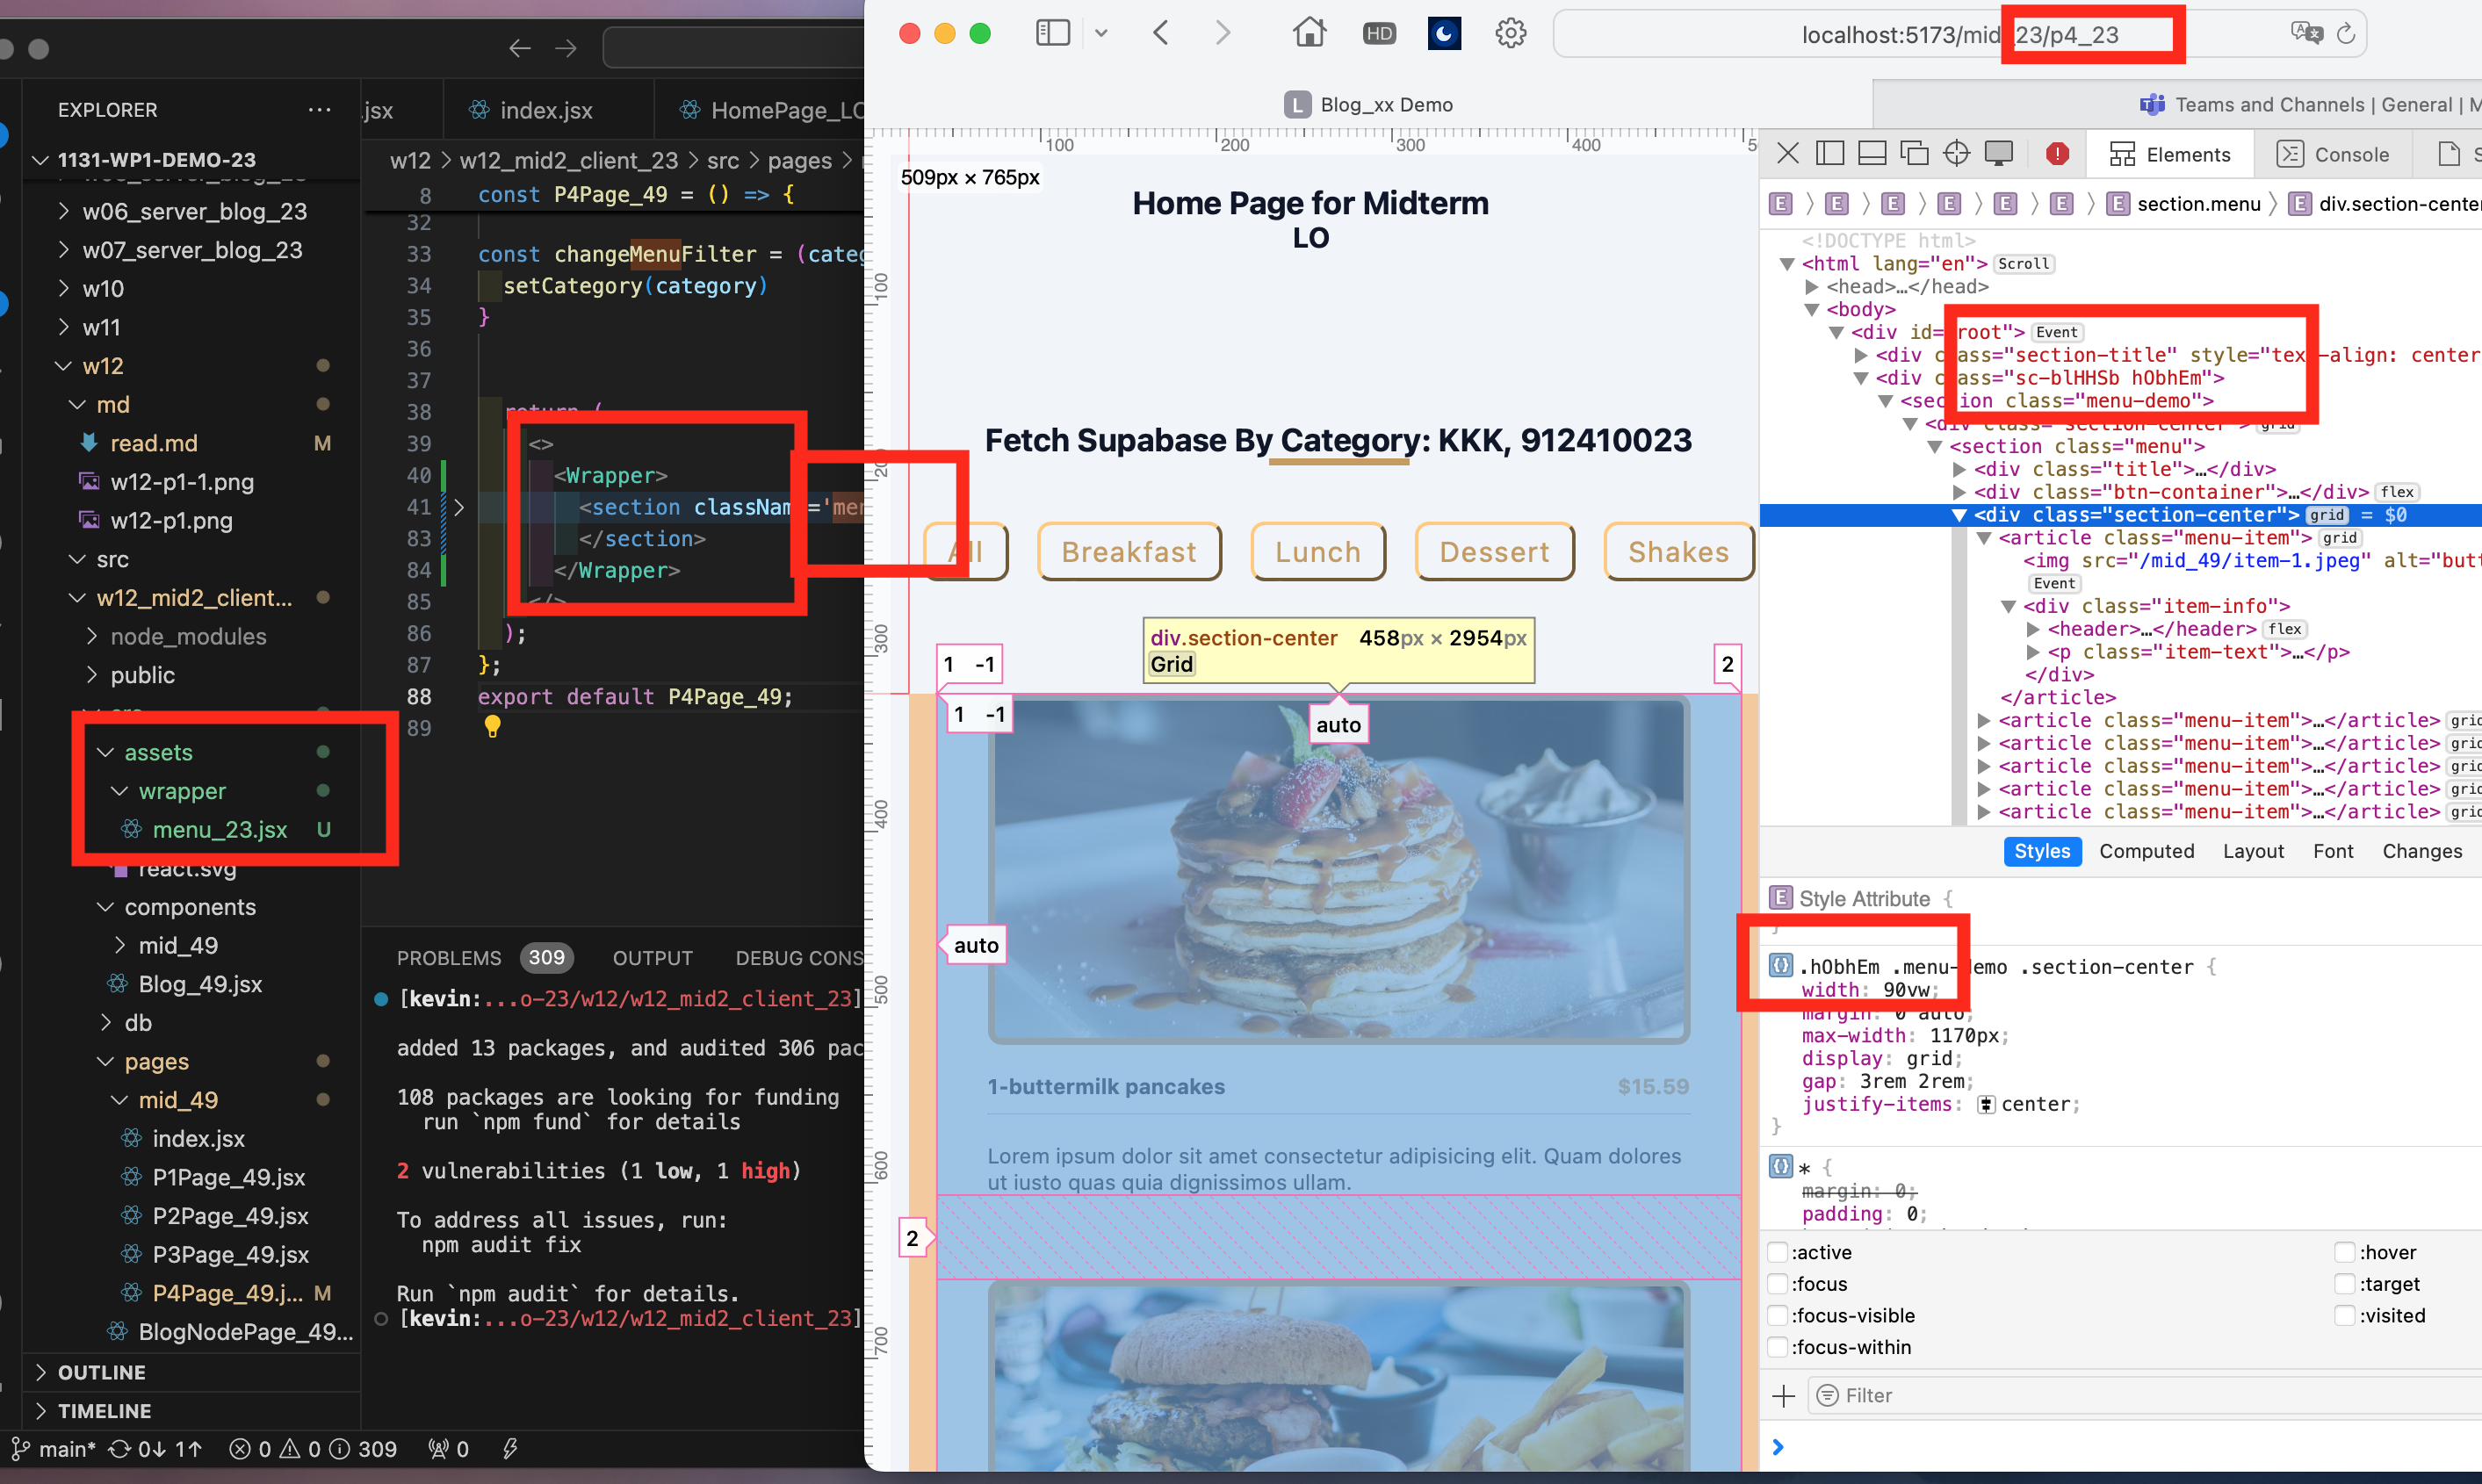 EXPLORER
1131-WP1-DEMO-23
w06_server_blog_23
w07_server_blog_23
w10
w11
w12
md
read.md M
w12-p1-1.png
w12-p1.png
src
w12_mid2_client...
node_modules
public
assets
wrapper
menu_23.jsx U
react.svg
components
mid_49
Blog_49.jsx
db
pages
mid_49
index.jsx
P1Page_49.jsx
P2Page_49.jsx
P3Page_49.jsx
P4Page_49.j... M
BlogNodePage_49...
OUTLINE
TIMELINE
main* 0↓ 1↑ 0 0 309 0
.jsx index.jsx HomePage_LO
w12 > w12_mid2_client_23 > src > pages >
8 const P4Page_49 = () => {
32
33 const changeMenuFilter = (categ
34 setCategory(category)
35 }
36
37
38 return (
39 <>
40 <Wrapper>
41 <section classNam ='men
83 </section>
84 </Wrapper>
85 </>
86 );
87 };
88 export default P4Page_49;
89
PROBLEMS 309 OUTPUT DEBUG CONS
[kevin:...o-23/w12/w12_mid2_client_23]
added 13 packages, and audited 306 pac
108 packages are looking for funding
run `npm fund` for details
2 vulnerabilities (1 low, 1 high)
To address all issues, run:
npm audit fix
Run `npm audit` for details.
[kevin:...o-23/w12/w12_mid2_client_23]
HD
localhost:5173/mid_23/p4_23
L Blog_xx Demo
Teams and Channels | General | M
100 200 300 400 5
509px × 765px
100
200
300
400
500
600
700
Home Page for Midterm
LO
Fetch Supabase By Category: KKK, 912410023
All Breakfast Lunch Dessert Shakes
div.section-center 458px × 2954px
Grid
1 -1
2
1 -1
auto
auto
1-buttermilk pancakes $15.59
Lorem ipsum dolor sit amet consectetur adipisicing elit. Quam dolores
ut iusto quas quia dignissimos ullam.
2
Elements Console S
E E E E E E E section.menu E div.section-center
<!DOCTYPE html>
<html lang="en"> Scroll
<head>…</head>
<body>
<div id="root"> Event
<div class="section-title" style="text-align: center
<div class="sc-blHHSb hObhEm">
<section class="menu-demo">
<div class="section-center"> grid
<section class="menu">
<div class="title">…</div>
<div class="btn-container">…</div> flex
<div class="section-center"> grid = $0
<article class="menu-item"> grid
<img src="/mid_49/item-1.jpeg" alt="butt
Event
<div class="item-info">
<header>…</header> flex
<p class="item-text">…</p>
</div>
</article>
<article class="menu-item">…</article> grid
<article class="menu-item">…</article> grid
<article class="menu-item">…</article> grid
<article class="menu-item">…</article> grid
<article class="menu-item">…</article> grid
Styles Computed Layout Font Changes
E Style Attribute {
}
.hObhEm .menu-demo .section-center {
width: 90vw;
margin: 0 auto;
max-width: 1170px;
display: grid;
gap: 3rem 2rem;
justify-items: center;
}
* {
margin: 0;
padding: 0;
:active :hover
:focus :target
:focus-visible :visited
:focus-within
Filter